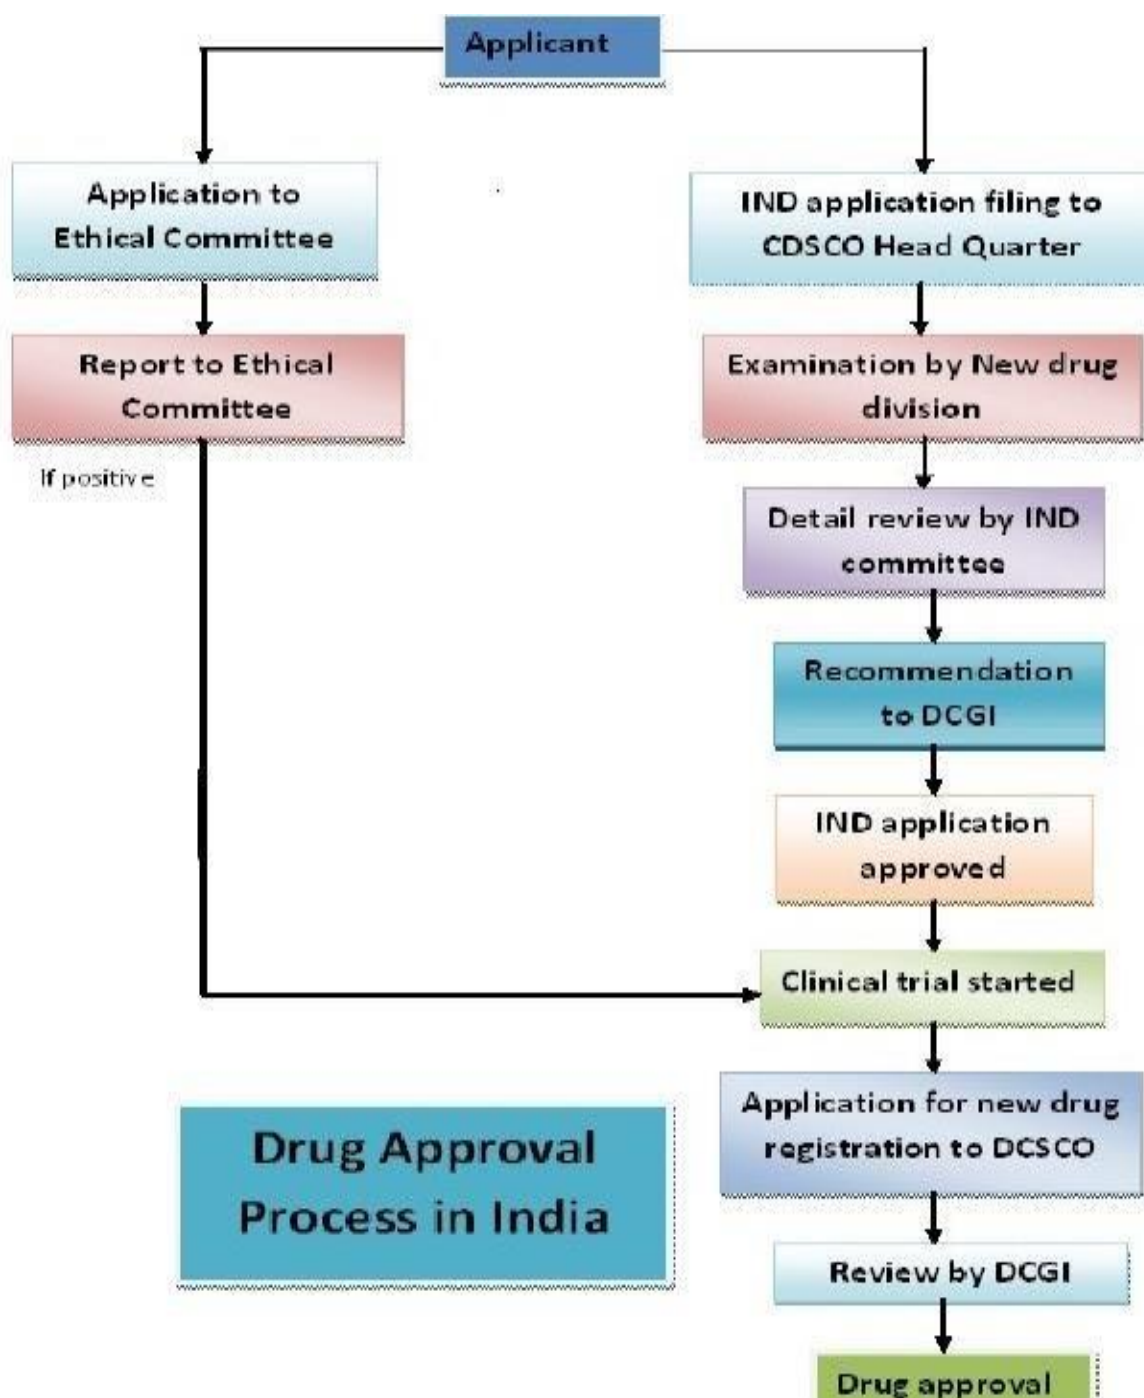 Applicant
Application to
Ethical Committee
IND application filing to
CDSCO Head Quarter
Report to Ethical
Committee
Examination by New drug
division
If positive
Detail review by IND
committee
Recommendation
to DCGI
IND application
approved
Clinical trial started
Application for new drug
registration to DCSCO
Drug Approval
Process in India
Review by DCGI
Drug approval